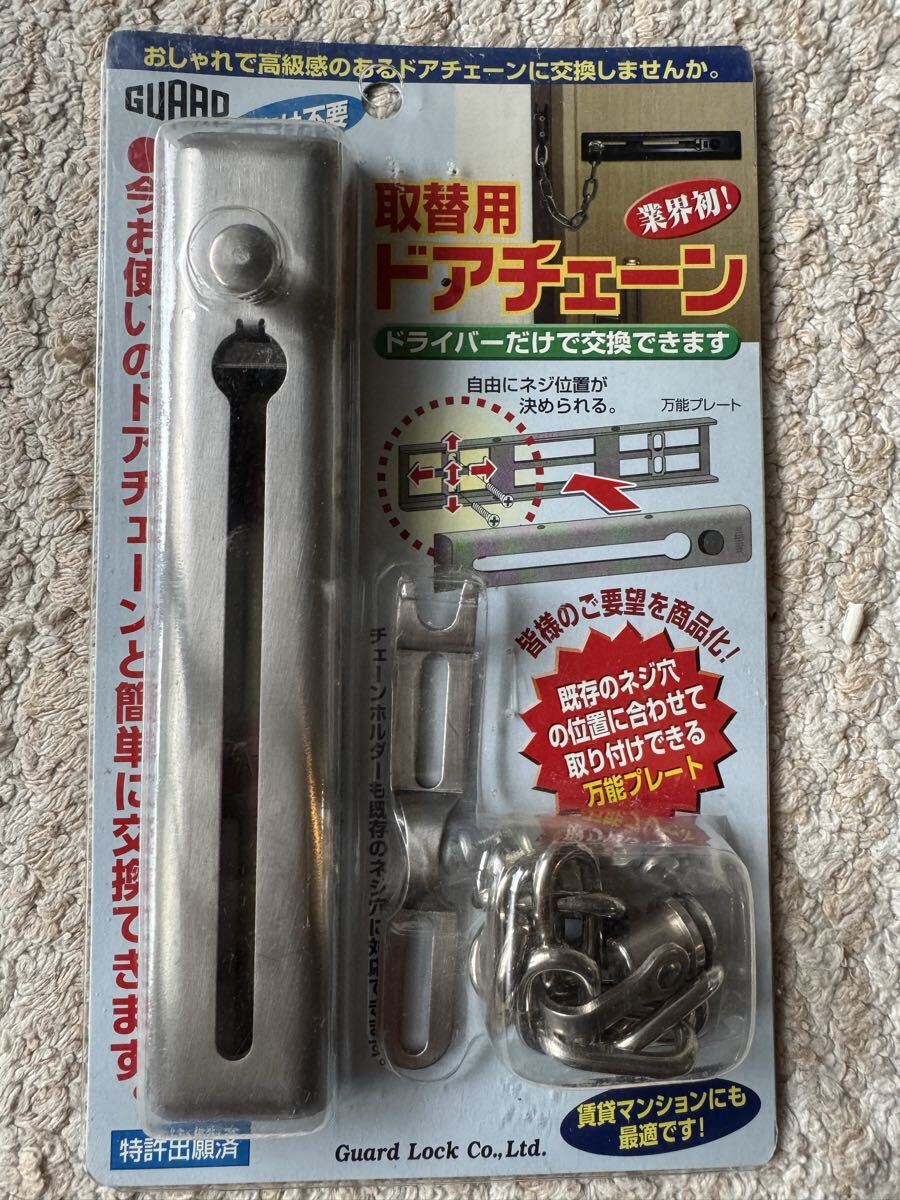 おしゃれで高級感のあるドアチェーンに交換しませんか。
GUARD
不要
●今お使いのドアチェーンと簡単に交換できます。
取替用
ドアチェーン
業界初!
ドライバーだけで交換できます
自由にネジ位置が
決められる。
万能プレート
皆様のご要望を商品化!
既存のネジ穴
の位置に合わせて
取り付けできる
万能プレート
チェーンホルダーも既存のネジ穴に対応できます。
賃貸マンションにも
最適です!
特許出願済
Guard Lock Co.,Ltd.